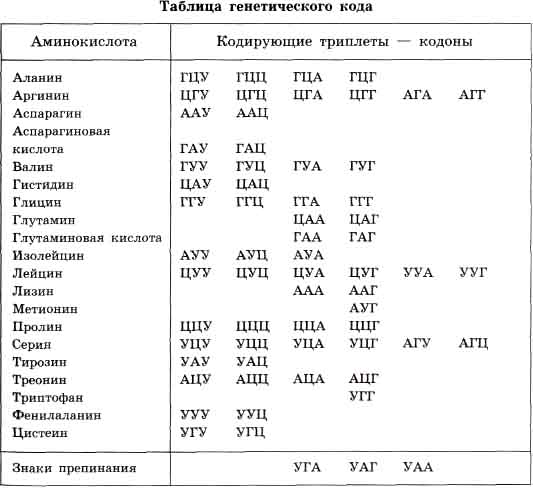 Таблица генетического кода
Аминокислота Кодирующие триплеты — кодоны
Аланин ГЦУ ГЦЦ ГЦА ГЦГ
Аргинин ЦГУ ЦГЦ ЦГА ЦГГ АГА АГГ
Аспарагин ААУ ААЦ
Аспарагиновая
кислота ГАУ ГАЦ
Валин ГУУ ГУЦ ГУА ГУГ
Гистидин ЦАУ ЦАЦ
Глицин ГГУ ГГЦ ГГА ГГГ
Глутамин ЦАА ЦАГ
Глутаминовая кислота ГАА ГАГ
Изолейцин АУУ АУЦ АУА
Лейцин ЦУУ ЦУЦ ЦУА ЦУГ УУА УУГ
Лизин ААА ААГ
Метионин АУГ
Пролин ЦЦУ ЦЦЦ ЦЦА ЦЦГ
Серин УЦУ УЦЦ УЦА УЦГ АГУ АГЦ
Тирозин УАУ УАЦ
Треонин АЦУ АЦЦ АЦА АЦГ
Триптофан УГГ
Фенилаланин УУУ УУЦ
Цистеин УГУ УГЦ
Знаки препинания УГА УАГ УАА